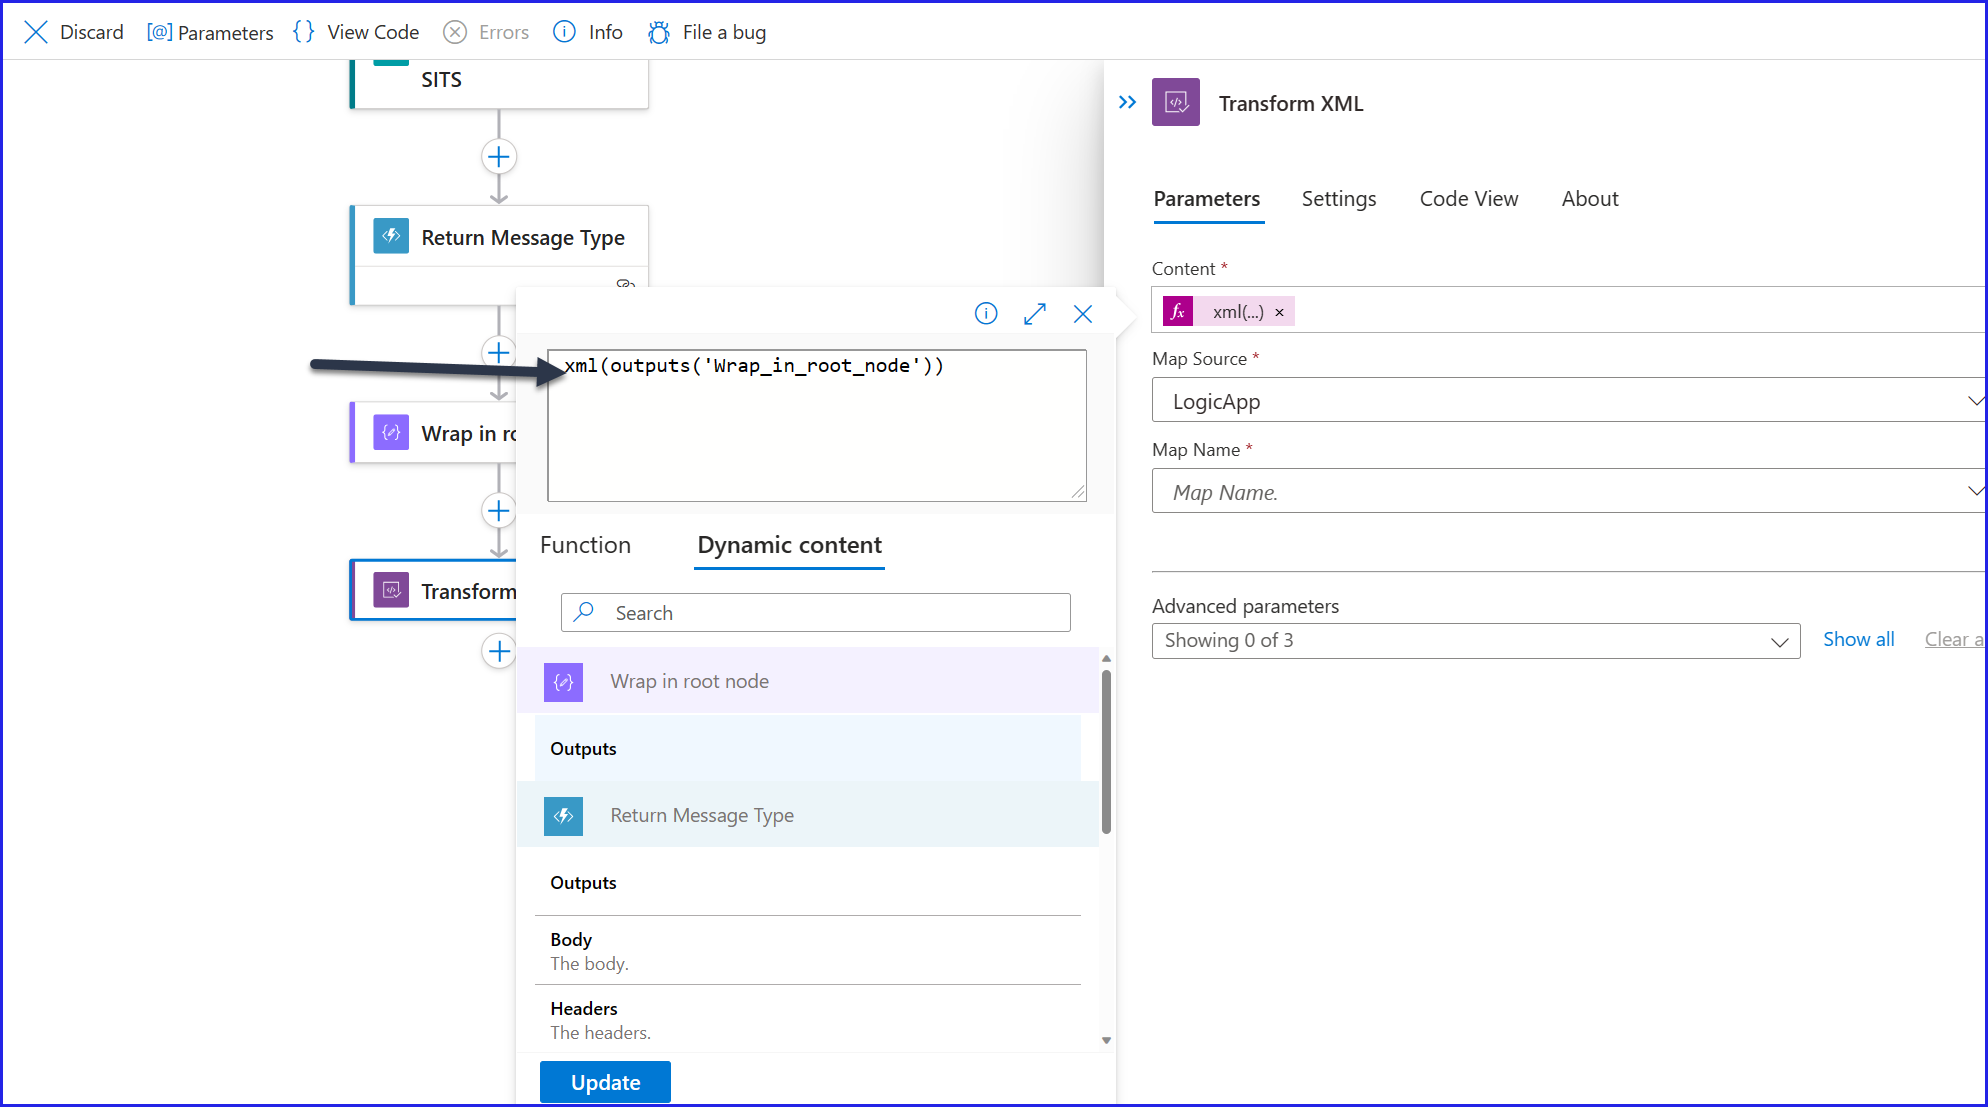 Discard [@] Parameters {} View Code Errors Info File a bug
SITS
Return Message Type
Wrap in ro
Transform
xml(outputs('Wrap_in_root_node'))
Function Dynamic content
Search
Wrap in root node
Outputs
Return Message Type
Outputs
Body
The body.
Headers
The headers.
Update
Transform XML
Parameters Settings Code View About
Content *
fx xml(...) ×
Map Source *
LogicApp
Map Name *
Map Name.
Advanced parameters
Showing 0 of 3 Show all Clear a